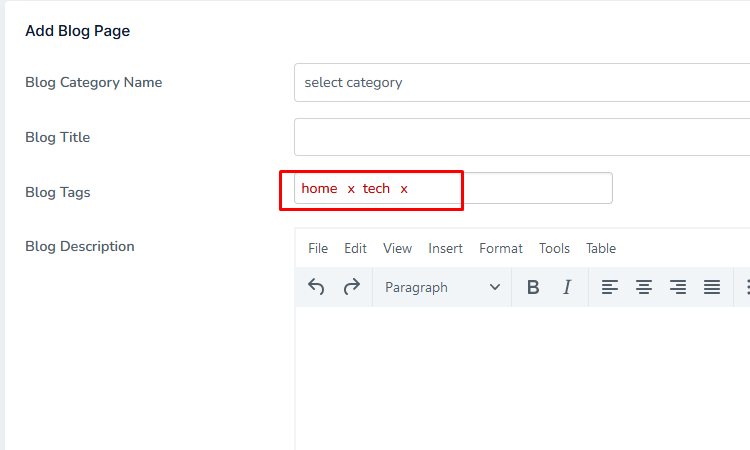 Add Blog Page
Blog Category Name
select category
Blog Title
Blog Tags
home x tech x
Blog Description
File Edit View Insert Format Tools Table
Paragraph B I